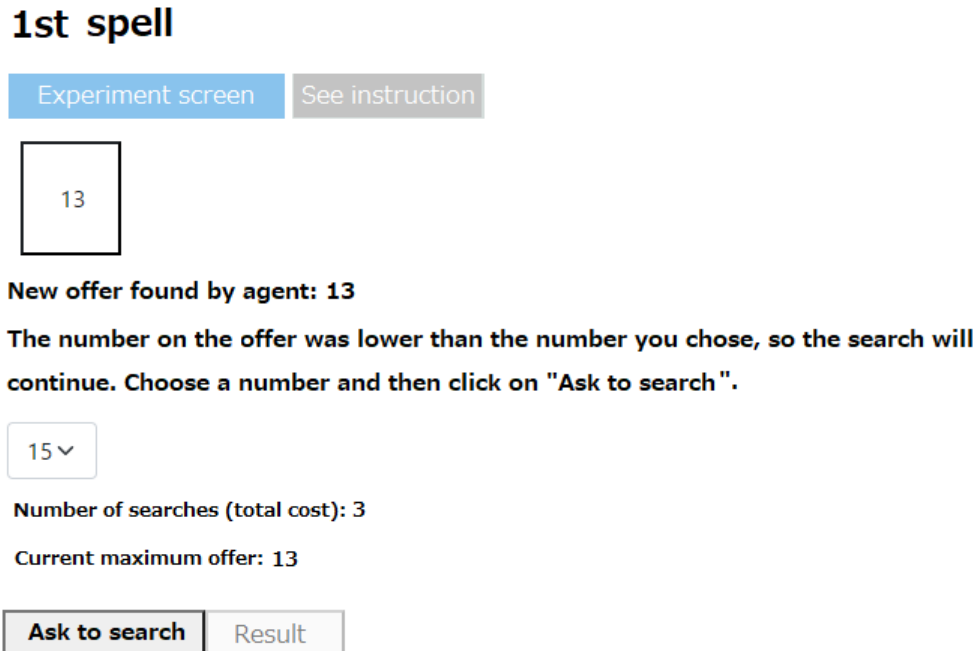 1st spell
Experiment screen
See instruction
13
New offer found by agent: 13
The number on the offer was lower than the number you chose, so the search will
continue. Choose a number and then click on "Ask to search".
15
Number of searches (total cost): 3
Current maximum offer: 13
Ask to search
Result